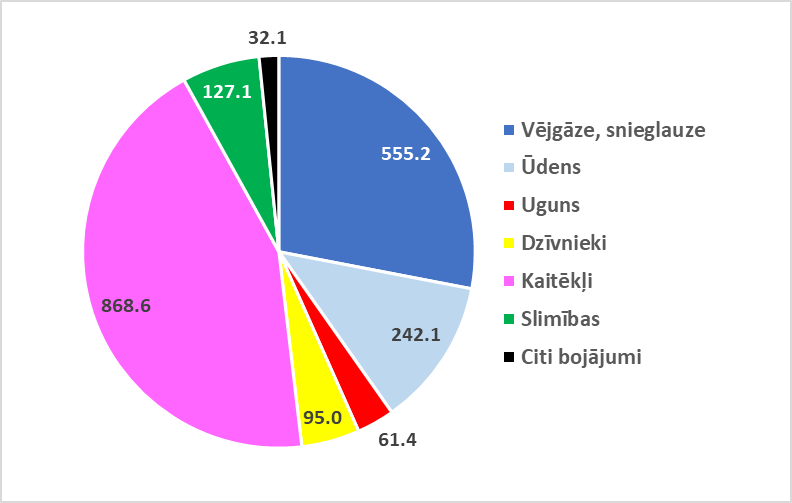 32.1
127.1
555.2
868.6
242.1
95.0
61.4
Vējgāze, snieglauze
Ūdens
Uguns
Dzīvnieki
Kaitēkļi
Slimības
Citi bojājumi